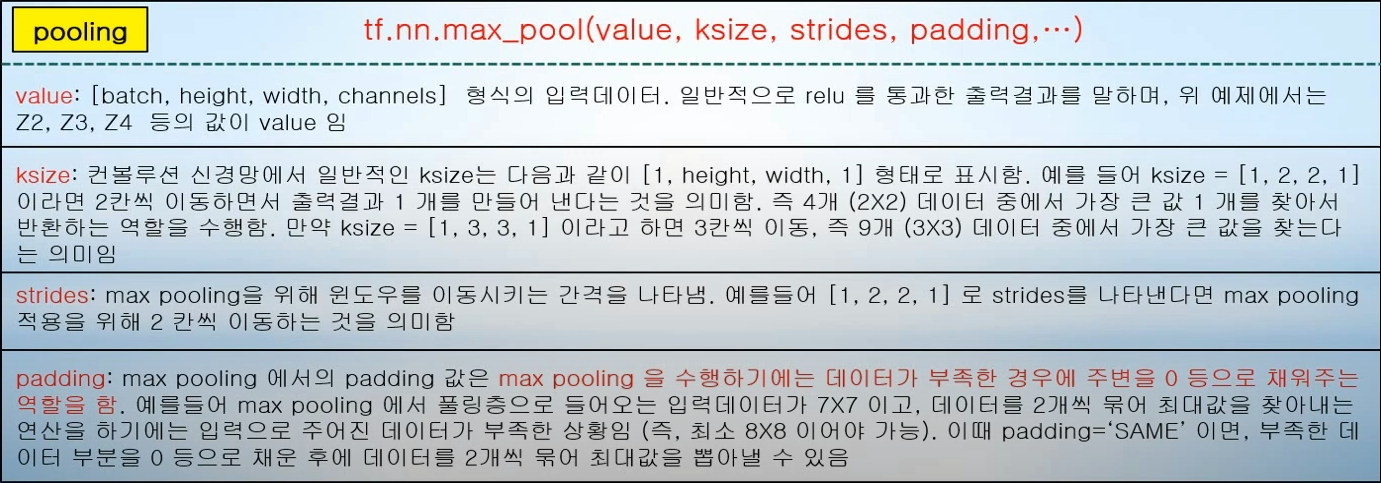 pooling
tf.nn.max_pool(value, ksize, strides, padding,⋯)
value: [batch, height, width, channels] 형식의 입력데이터. 일반적으로 relu 를 통과한 출력결과를 말하며, 위 예제에서는
Z2, Z3, Z4 등의 값이 value 임
ksize: 컨볼루션 신경망에서 일반적인 ksize는 다음과 같이 [1, height, width, 1] 형태로 표시함. 예를 들어 ksize = [1, 2, 2, 1]
이라면 2칸씩 이동하면서 출력결과 1 개를 만들어 낸다는 것을 의미함. 즉 4개 (2X2) 데이터 중에서 가장 큰 값 1 개를 찾아서
반환하는 역할을 수행함. 만약 ksize = [1, 3, 3, 1] 이라고 하면 3칸씩 이동, 즉 9개 (3X3) 데이터 중에서 가장 큰 값을 찾는다
는 의미임
strides: max pooling을 위해 윈도우를 이동시키는 간격을 나타냄. 예를들어 [1, 2, 2, 1] 로 strides를 나타낸다면 max pooling
적용을 위해 2 칸씩 이동하는 것을 의미함
padding: max pooling 에서의 padding 값은 max pooling 을 수행하기에는 데이터가 부족한 경우에 주변을 0 등으로 채워주는
역할을 함. 예를들어 max pooling 에서 풀링층으로 들어오는 입력데이터가 7X7 이고, 데이터를 2개씩 묶어 최대값을 찾아내는
연산을 하기에는 입력으로 주어진 데이터가 부족한 상황임 (즉, 최소 8X8 이어야 가능). 이때 padding=‘SAME’ 이면, 부족한 데
이터 부분을 0 등으로 채운 후에 데이터를 2개씩 묶어 최대값을 뽑아낼 수 있음